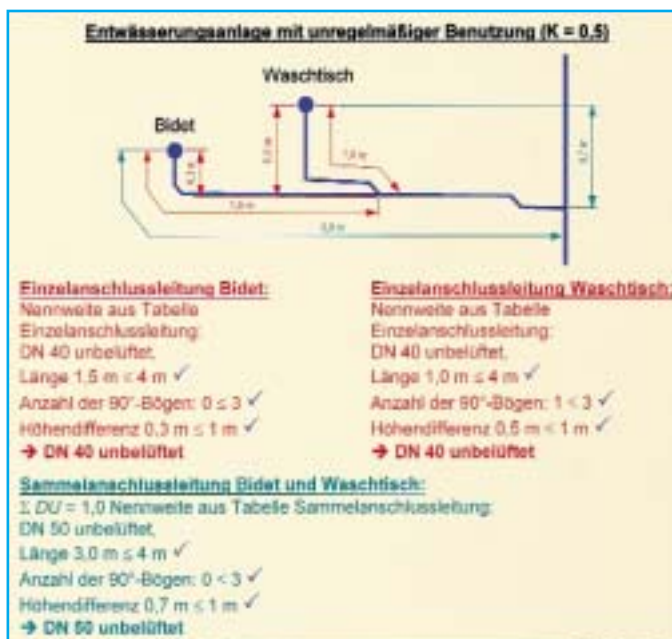 Entwässerungsanlage mit unregelmäßiger Benutzung (K = 0,5)
Waschtisch
Bidet
Einzelanschlussleitung Bidet:
Nennweite aus Tabelle
Einzelanschlussleitung:
DN 40 unbelüftet,
Länge 1,5 m ≤ 4 m ✓
Anzahl der 90°-Bögen: 0 ≤ 3 ✓
Höhendifferenz 0,3 m ≤ 1 m ✓
➔ DN 40 unbelüftet
Einzelanschlussleitung Waschtisch:
Nennweite aus Tabelle
Einzelanschlussleitung:
DN 40 unbelüftet,
Länge 1,0 m ≤ 4 m ✓
Anzahl der 90°-Bögen: 1 < 3 ✓
Höhendifferenz 0,5 m < 1 m ✓
➔ DN 40 unbelüftet
Sammelanschlussleitung Bidet und Waschtisch:
Σ DU = 1,0 Nennweite aus Tabelle Sammelanschlussleitung:
DN 50 unbelüftet,
Länge 3,0 m ≤ 4 m ✓
Anzahl der 90°-Bögen: 0 < 3 ✓
Höhendifferenz 0,7 m ≤ 1 m ✓
➔ DN 50 unbelüftet